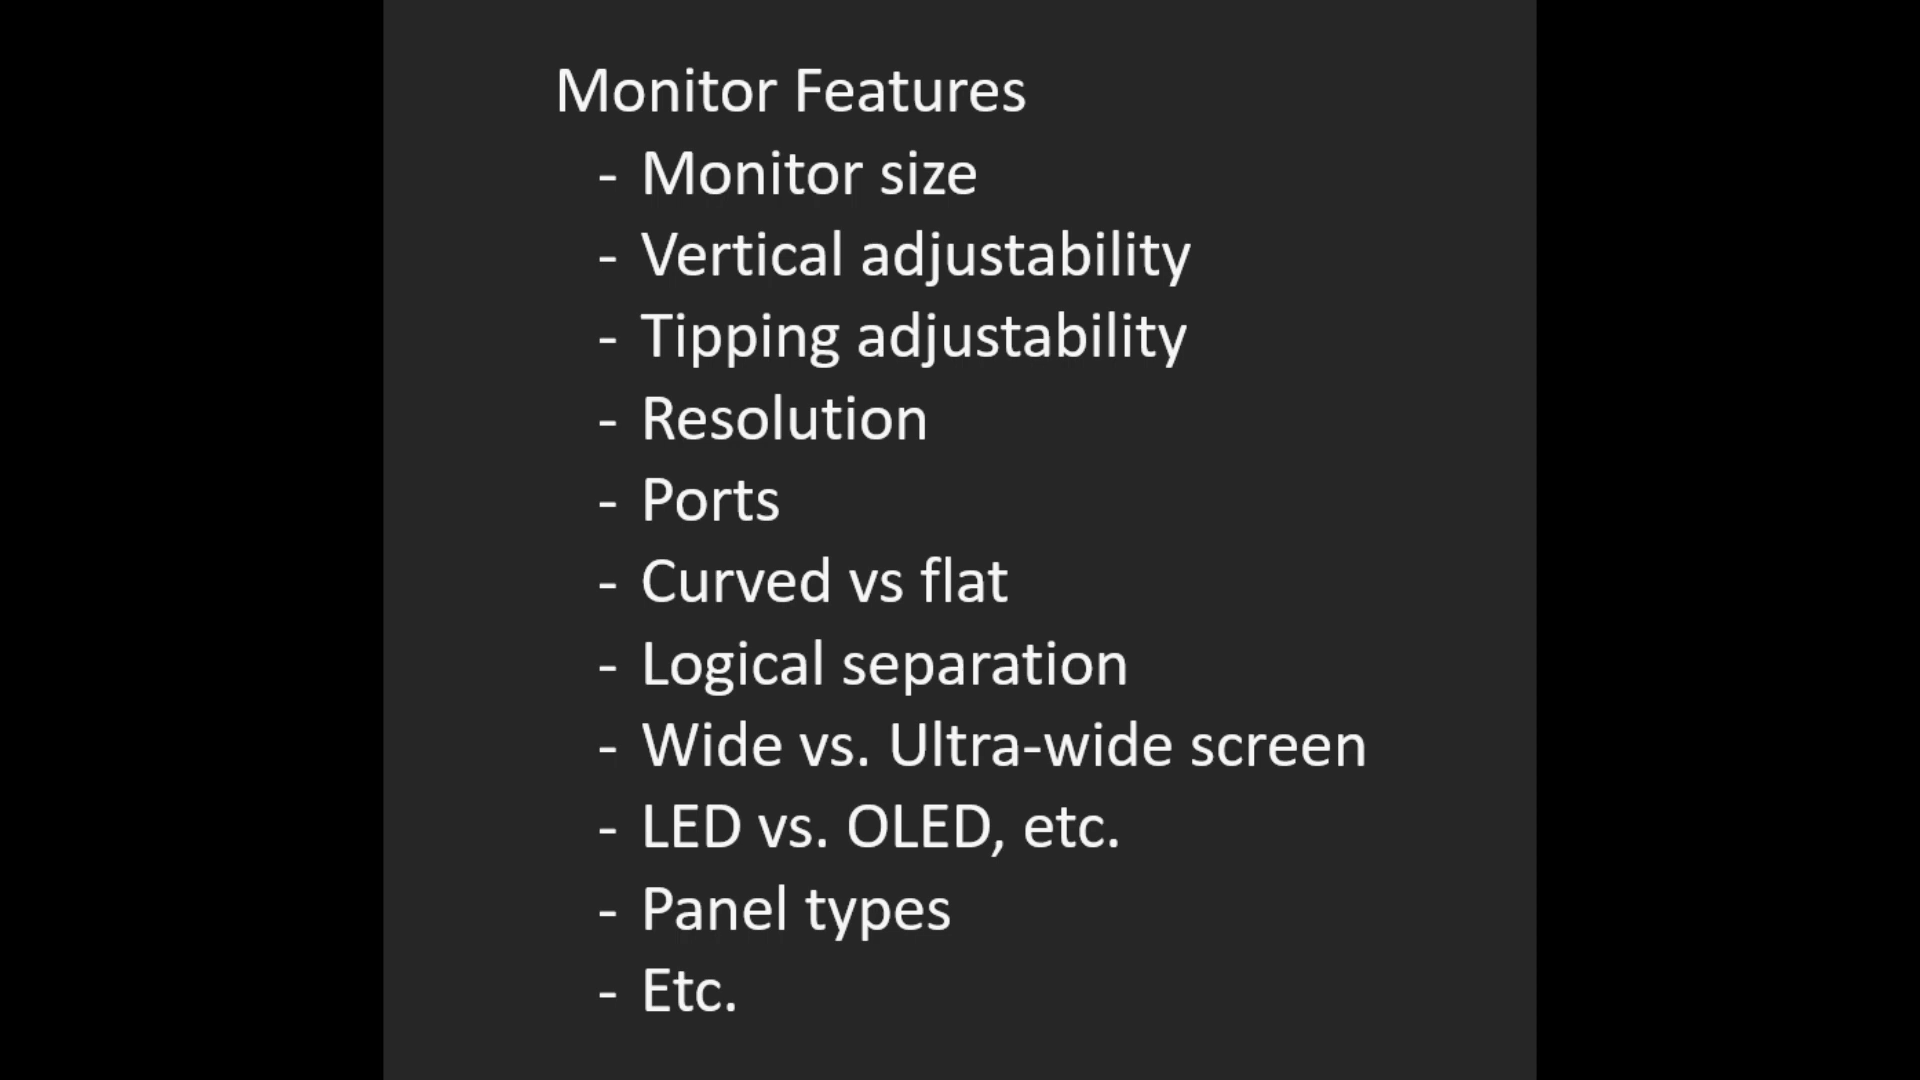 Monitor Features
- Monitor size
- Vertical adjustability
- Tipping adjustability
- Resolution
- Ports
- Curved vs flat
- Logical separation
- Wide vs. Ultra-wide screen
- LED vs. OLED, etc.
- Panel types
- Etc.